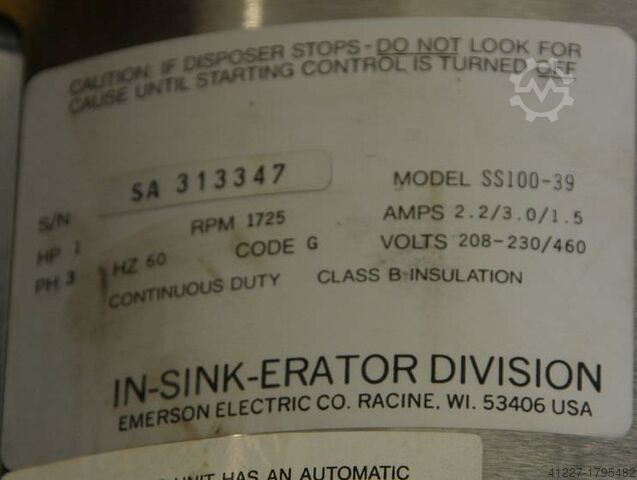 CAUTION: IF DISPOSER STOPS - DO NOT LOOK FOR
CAUSE UNTIL STARTING CONTROL IS TURNED OFF
S/N SA 313347 MODEL SS100-39
HP 1 RPM 1725 AMPS 2.2/3.0/1.5
PH 3 HZ 60 CODE G VOLTS 208-230/460
CONTINUOUS DUTY CLASS B INSULATION
IN-SINK-ERATOR DIVISION
EMERSON ELECTRIC CO. RACINE, WI. 53406 USA
UNIT HAS AN AUTOMATIC
41227-1795482